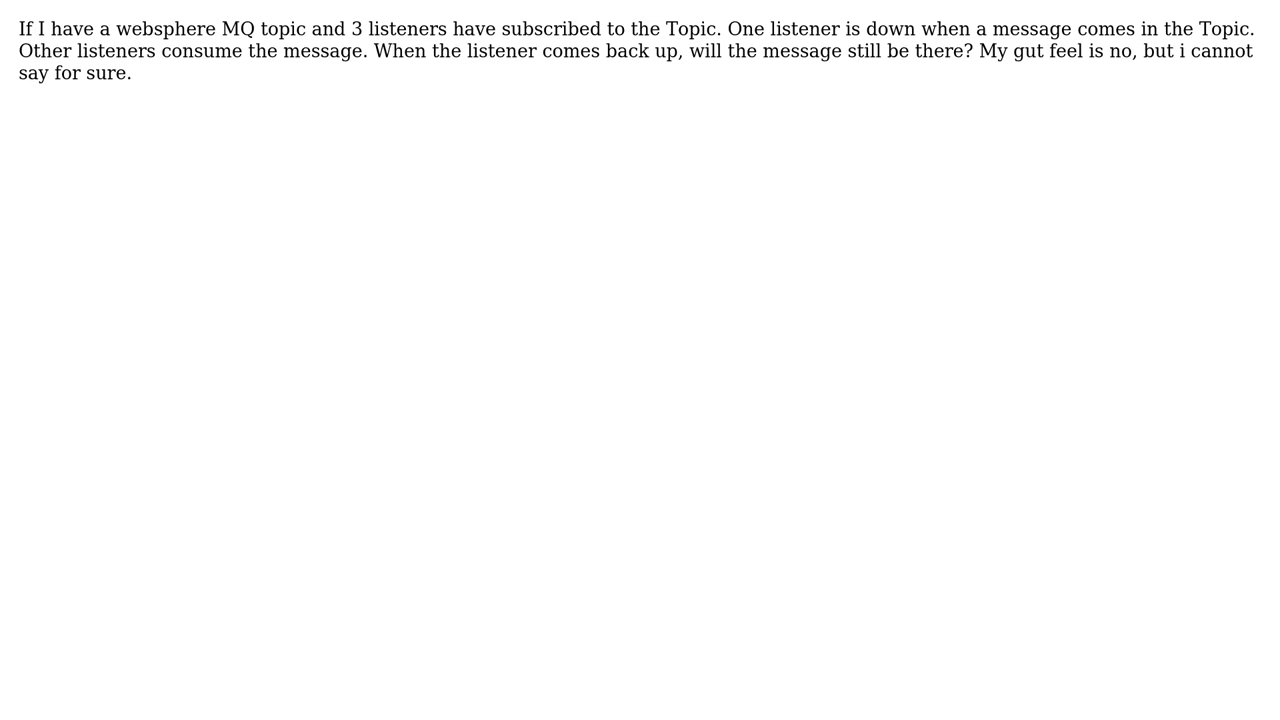 If I have a websphere MQ topic and 3 listeners have subscribed to the Topic. One listener is down when a message comes in the Topic.
Other listeners consume the message. When the listener comes back up, will the message still be there? My gut feel is no, but i cannot
say for sure.